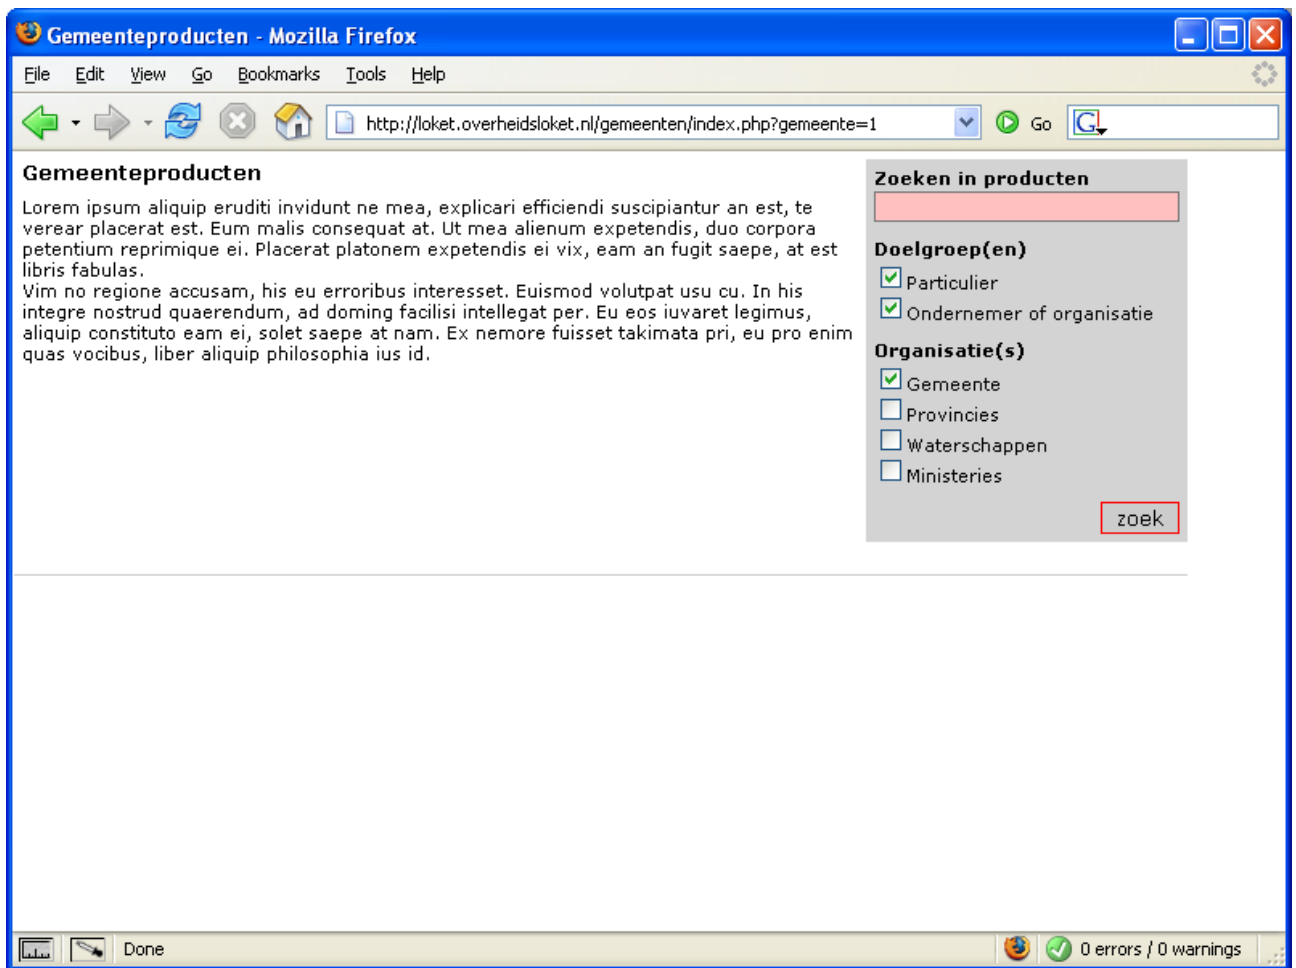 Gemeenteproducten - Mozilla Firefox
File Edit View Go Bookmarks Tools Help
http://loket.overheidsloket.nl/gemeenten/index.php?gemeente=1 Go G
Gemeenteproducten
Lorem ipsum aliquip eruditi invidunt ne mea, explicari efficiendi suscipiantur an est, te
verear placerat est. Eum malis consequat at. Ut mea alienum expetendis, duo corpora
petentium reprimique ei. Placerat platonem expetendis ei vix, eam an fugit saepe, at est
libris fabulas.
Vim no regione accusam, his eu erroribus interesset. Euismod volutpat usu cu. In his
integre nostrud quaerendum, ad doming facilisi intellegat per. Eu eos iuvaret legimus,
aliquip constituto eam ei, solet saepe at nam. Ex nemore fuisset takimata pri, eu pro enim
quas vocibus, liber aliquip philosophia ius id.
Zoeken in producten
Doelgroep(en)
Particulier
Ondernemer of organisatie
Organisatie(s)
Gemeente
Provincies
Waterschappen
Ministeries
zoek
Done 0 errors / 0 warnings